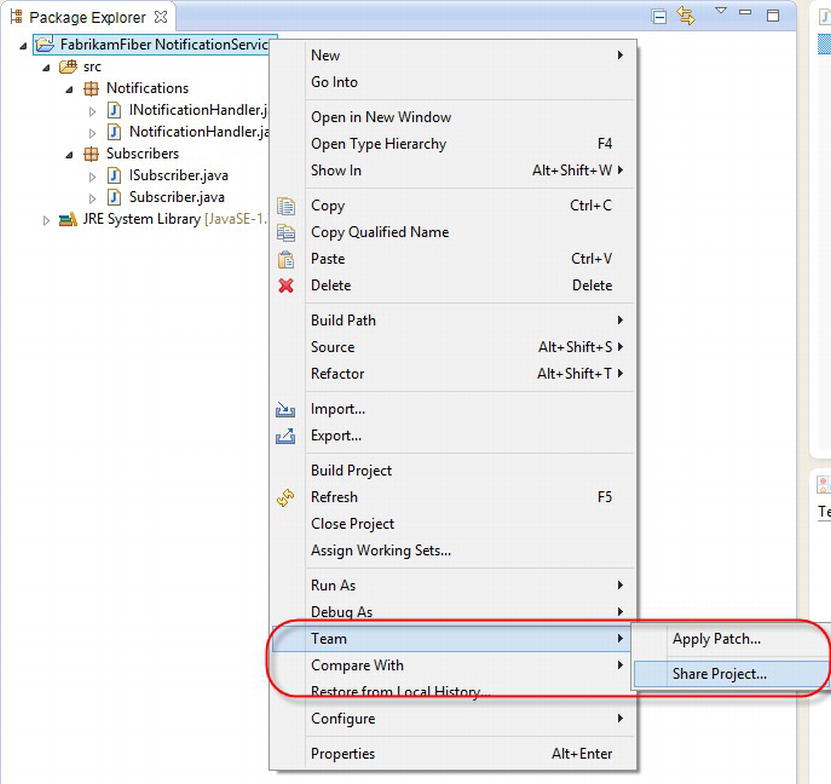 Package Explorer
FabrikamFiber NotificationServic
src
Notifications
INotificationHandler.j
NotificationHandler.ja
Subscribers
ISubscriber.java
Subscriber.java
JRE System Library [JavaSE-1.
New
Go Into
Open in New Window
Open Type Hierarchy F4
Show In Alt+Shift+W
Copy Ctrl+C
Copy Qualified Name
Paste Ctrl+V
Delete Delete
Build Path
Source Alt+Shift+S
Refactor Alt+Shift+T
Import...
Export...
Build Project
Refresh F5
Close Project
Assign Working Sets...
Run As
Debug As
Team
Compare With
Restore from Local History...
Configure
Properties Alt+Enter
Apply Patch...
Share Project...
Te